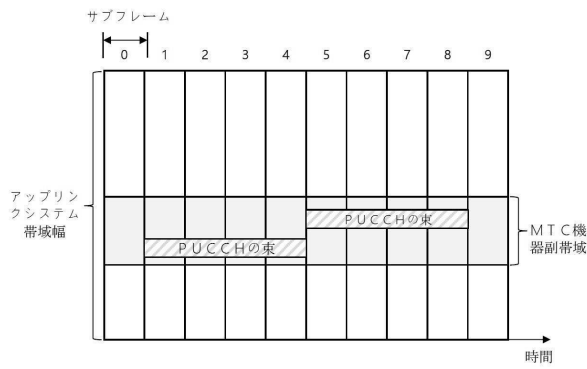 サブフレーム
0 1 2 3 4 5 6 7 8 9
アップリン
クシステム
帯域幅
PUCCHの束
PUCCHの束
MTC機
器副帯域
時間